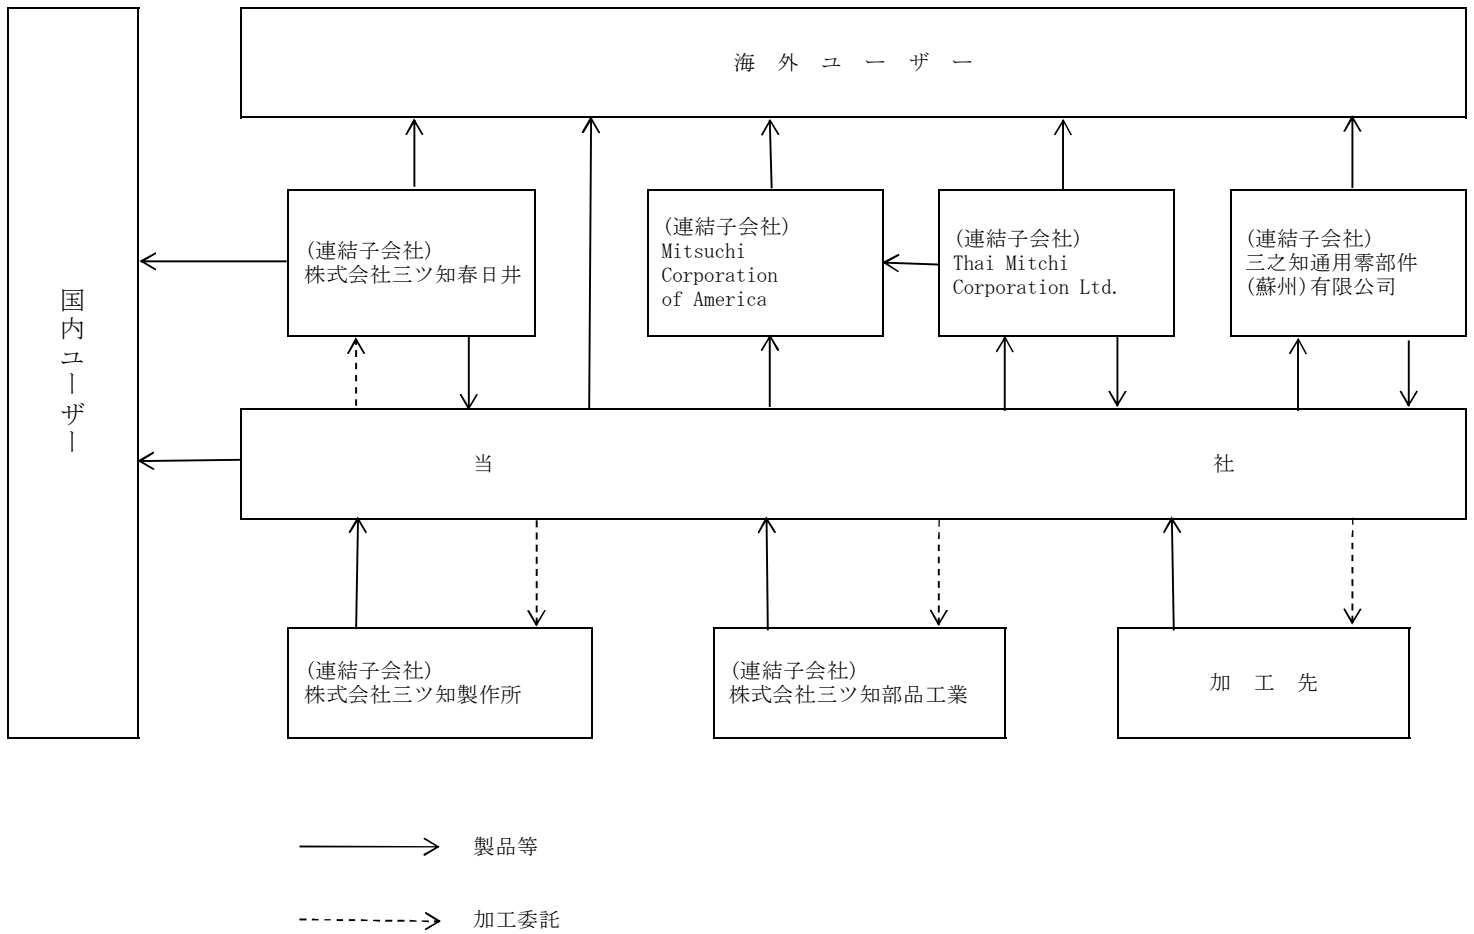 海外ユーザー
国内ユーザー
(連結子会社)
株式会社三ツ知春日井
(連結子会社)
Mitsuchi
Corporation
of America
(連結子会社)
Thai Mitchi
Corporation Ltd.
(連結子会社)
三之知通用零部件
(蘇州)有限公司
当社
(連結子会社)
株式会社三ツ知製作所
(連結子会社)
株式会社三ツ知部品工業
加工先
製品等
加工委託